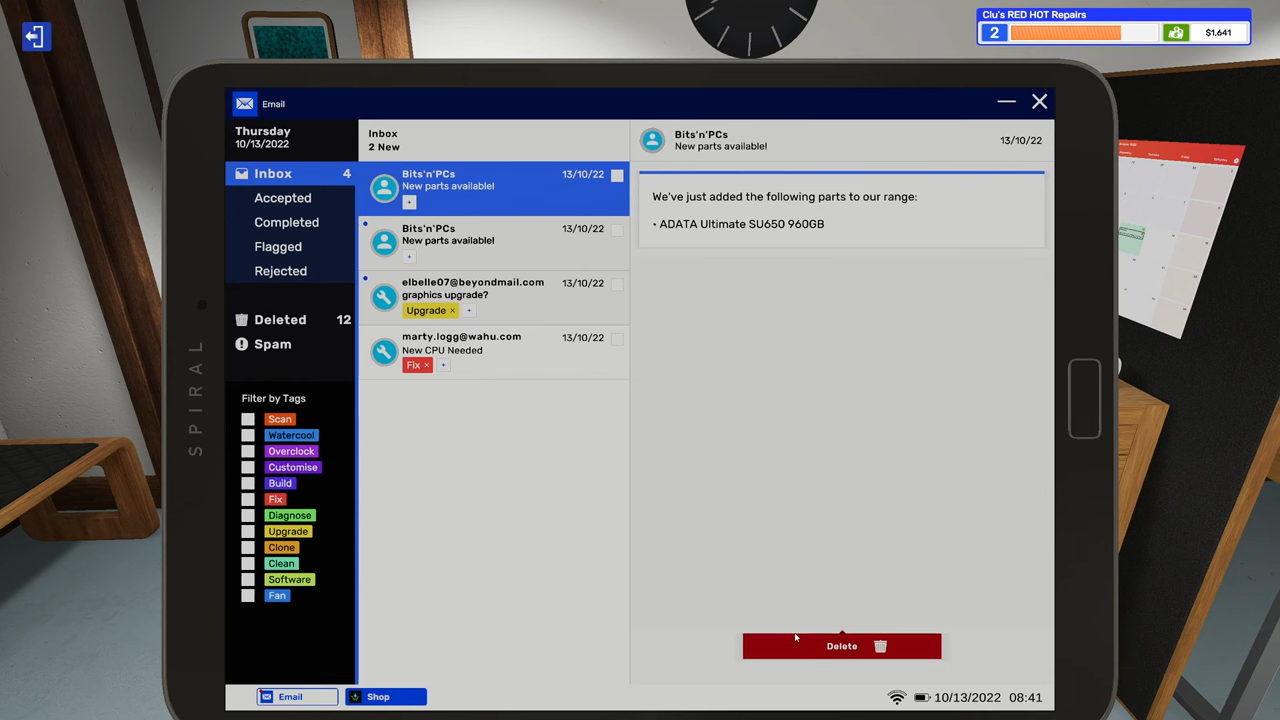 Clu's RED HOT Repairs
2
$1,641
Email
Thursday
10/13/2022
Inbox 4
Accepted
Completed
Flagged
Rejected
Deleted 12
Spam
Filter by Tags
Scan
Watercool
Overclock
Customise
Build
Fix
Diagnose
Upgrade
Clone
Clean
Software
Fan
Inbox
2 New
Bits'n'PCs 13/10/22
New parts available!
+
Bits'n'PCs 13/10/22
New parts available!
+
elbelle07@beyondmail.com 13/10/22
graphics upgrade?
Upgrade × +
marty.logg@wahu.com 13/10/22
New CPU Needed
Fix × +
Bits'n'PCs 13/10/22
New parts available!
We've just added the following parts to our range:
• ADATA Ultimate SU650 960GB
Delete
Email
Shop
10/13/2022 08:41
SPIRAL